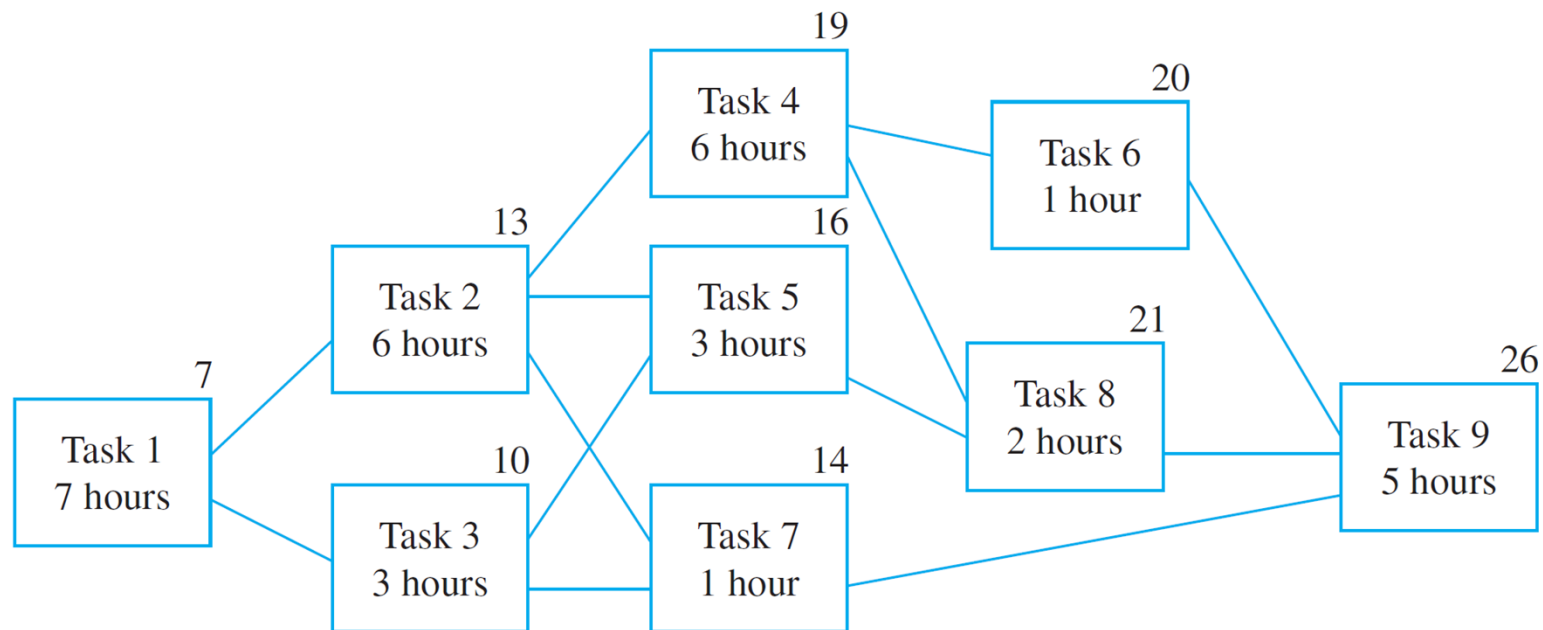 19
Task 4
6 hours
20
Task 6
1 hour
13
Task 2
6 hours
16
Task 5
3 hours
21
Task 8
2 hours
26
Task 9
5 hours
7
Task 1
7 hours
10
Task 3
3 hours
14
Task 7
1 hour